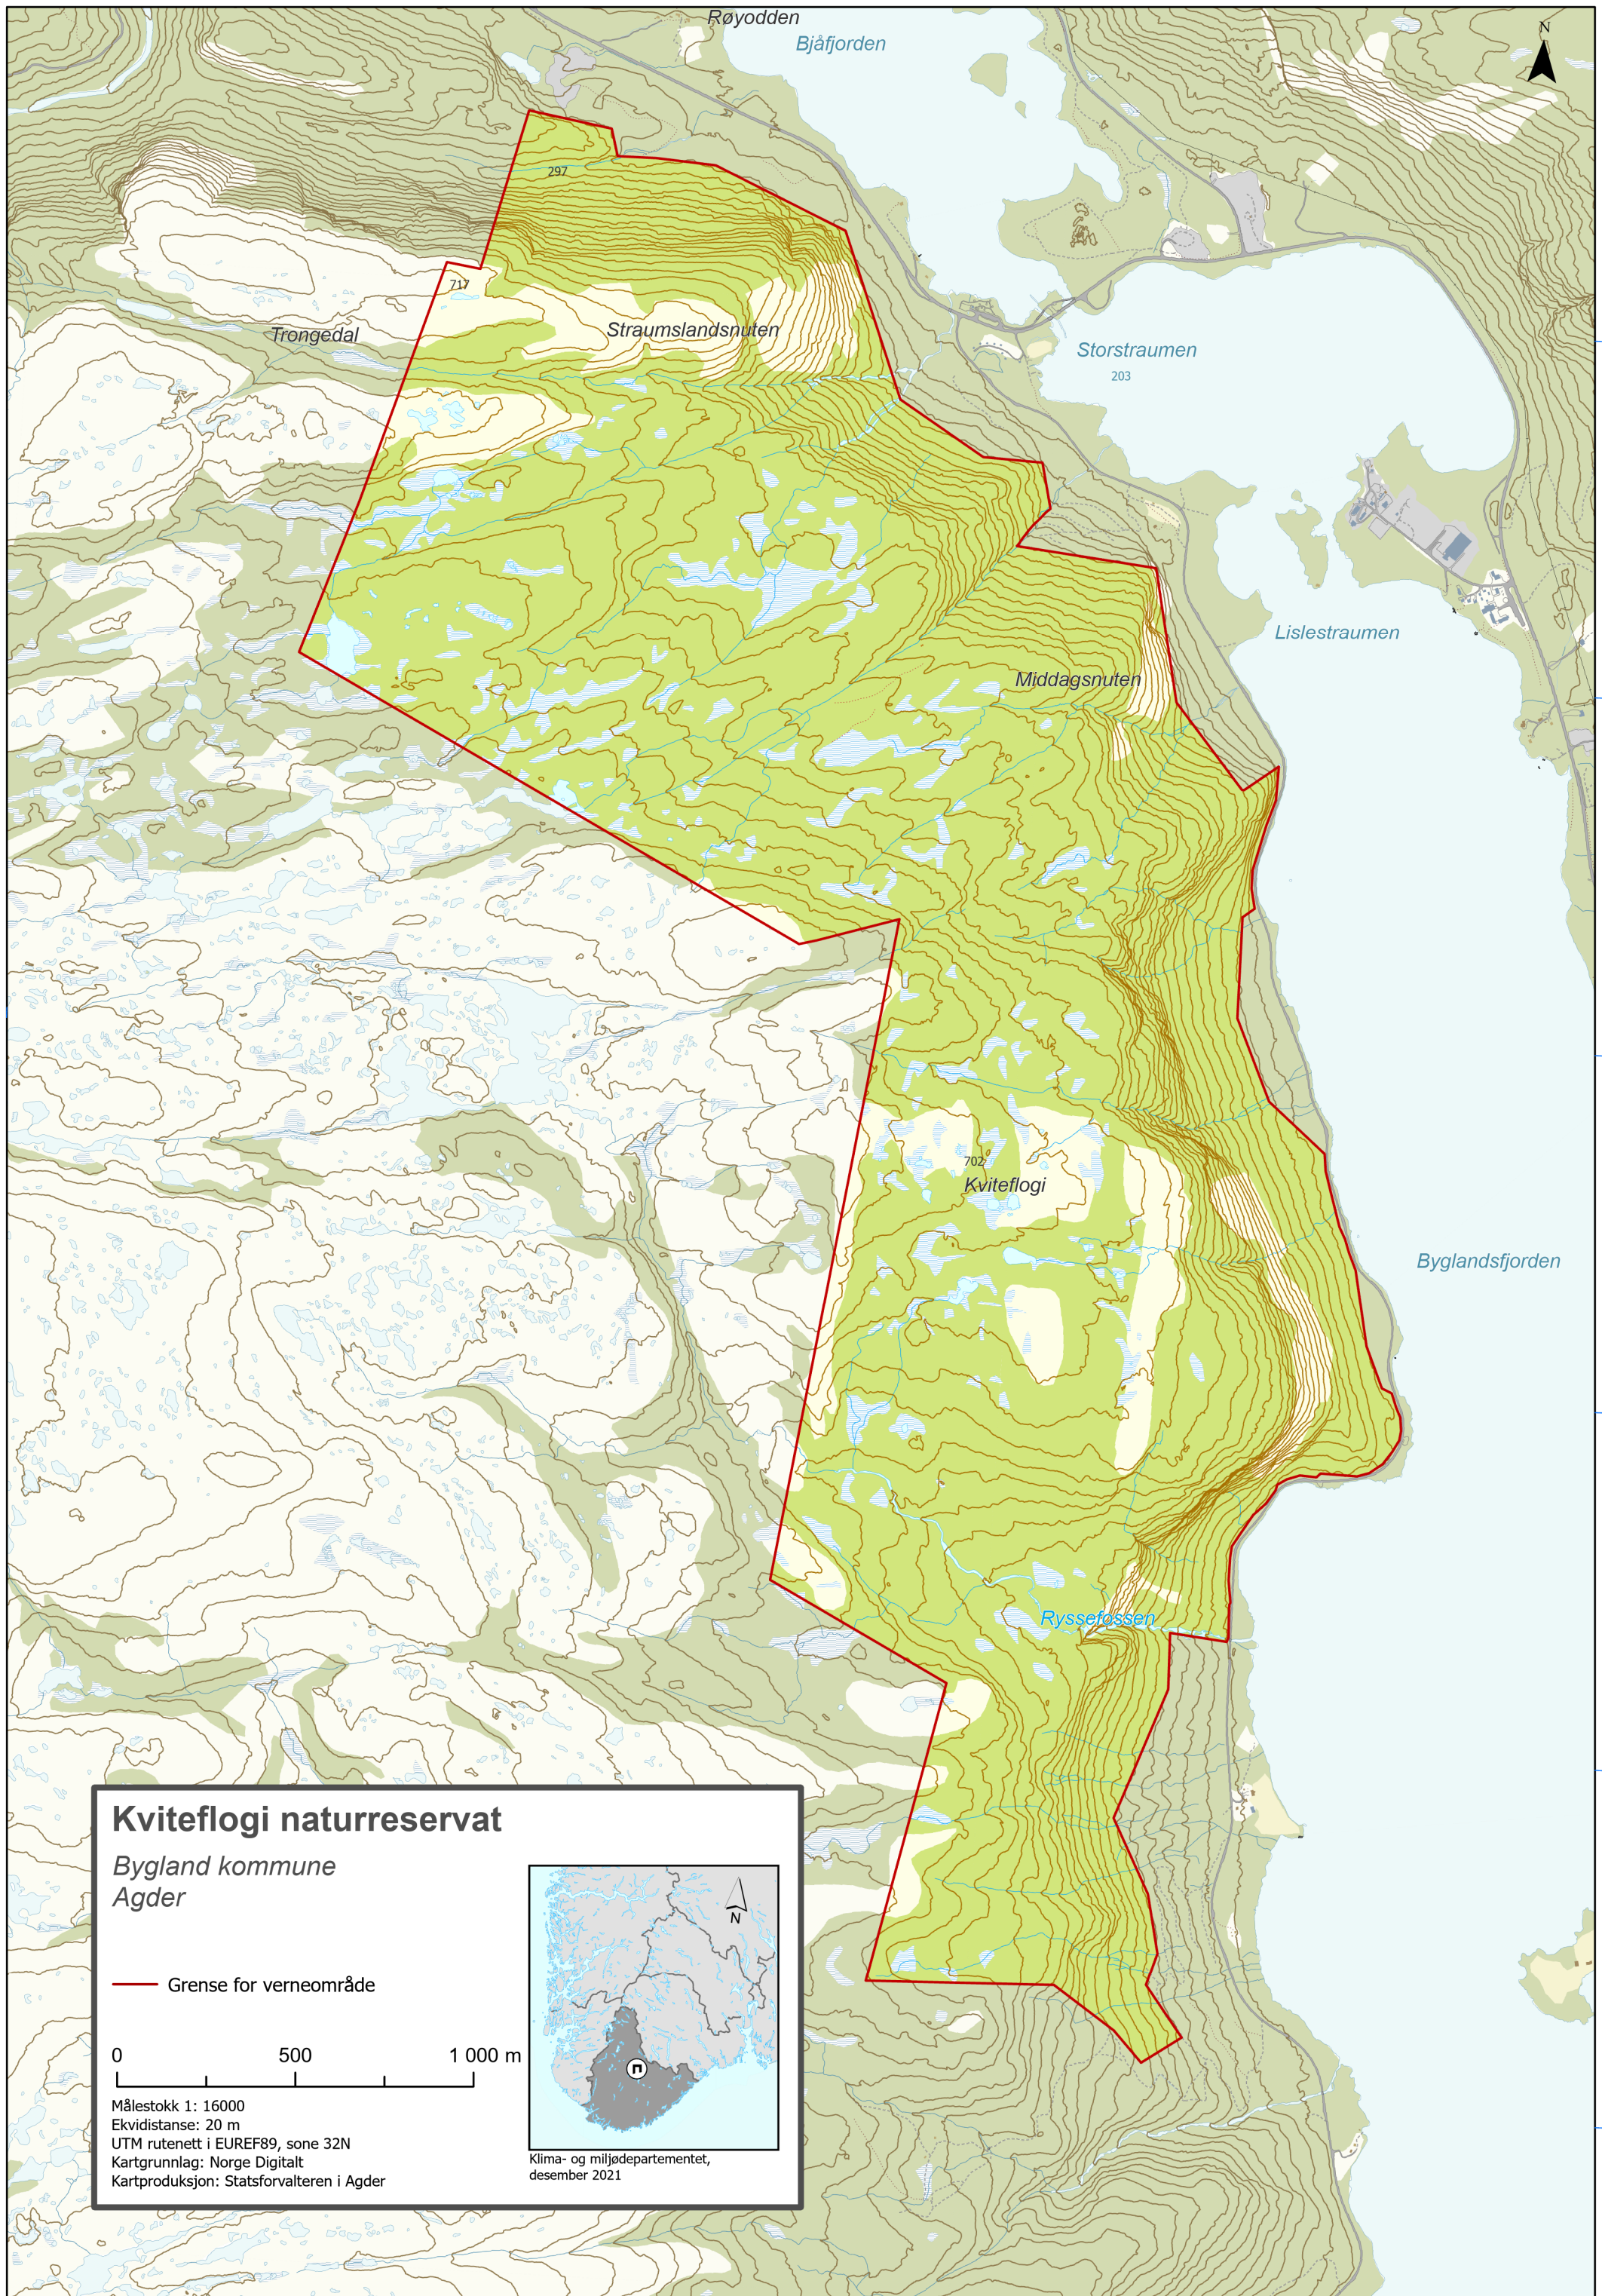 Røyodden
Bjåfjorden
N
297
717
Trongedal
Straumslandsnuten
Storstraumen
203
Lislestraumen
Middagsnuten
702
Kviteflogi
Byglandsfjorden
Ryssefossen
Kviteflogi naturreservat
Bygland kommune
Agder
N
Grense for verneområde
0 500 1 000 m
Målestokk 1: 16000
Ekvidistanse: 20 m
UTM rutenett i EUREF89, sone 32N
Kartgrunnlag: Norge Digitalt
Kartproduksjon: Statsforvalteren i Agder
Klima- og miljødepartementet,
desember 2021